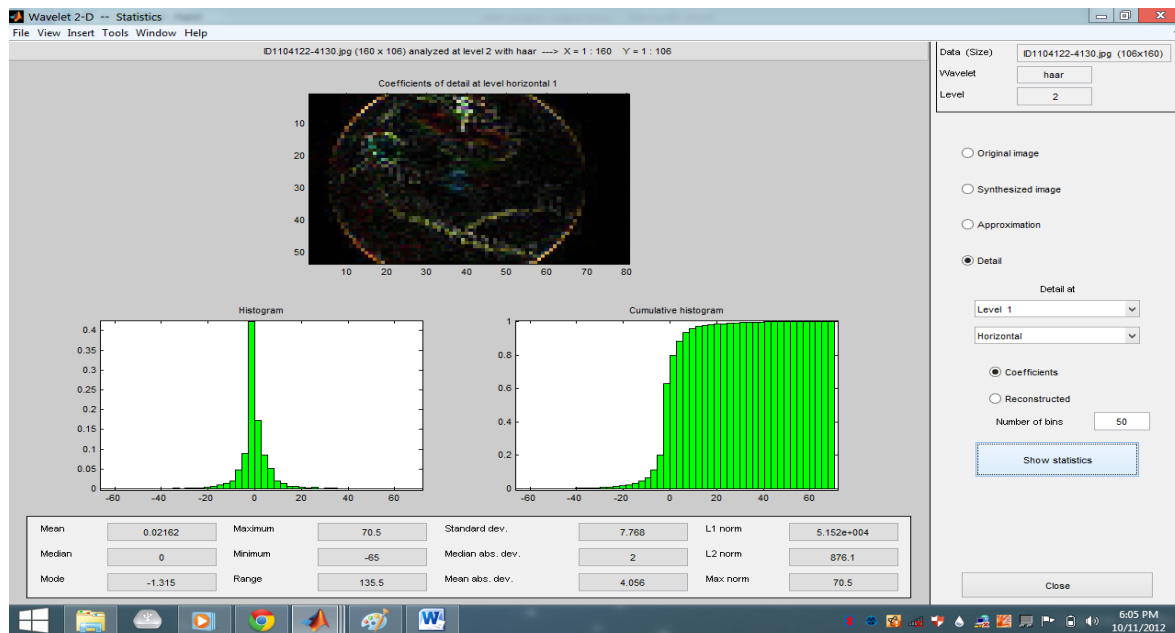 Wavelet 2-D -- Statistics
File View Insert Tools Window Help
ID1104122-4130.jpg (160 x 106) analyzed at level 2 with haar ---> X = 1 : 160 Y = 1 : 106
Coefficients of detail at level horizontal 1
10
20
30
40
50
10 20 30 40 50 60 70 80
Histogram
0.4
0.35
0.3
0.25
0.2
0.15
0.1
0.05
0
-60 -40 -20 0 20 40 60
Cumulative histogram
1
0.8
0.6
0.4
0.2
0
-60 -40 -20 0 20 40 60
Mean 0.02162 Maximum 70.5 Standard dev. 7.768 L1 norm 5.152e+004
Median 0 Minimum -65 Median abs. dev. 2 L2 norm 876.1
Mode -1.315 Range 135.5 Mean abs. dev. 4.056 Max norm 70.5
Data (Size) ID1104122-4130.jpg (106x160)
Wavelet haar
Level 2
Original image
Synthesized image
Approximation
Detail
Detail at
Level 1
Horizontal
Coefficients
Reconstructed
Number of bins 50
Show statistics
Close
6:05 PM
10/11/2012